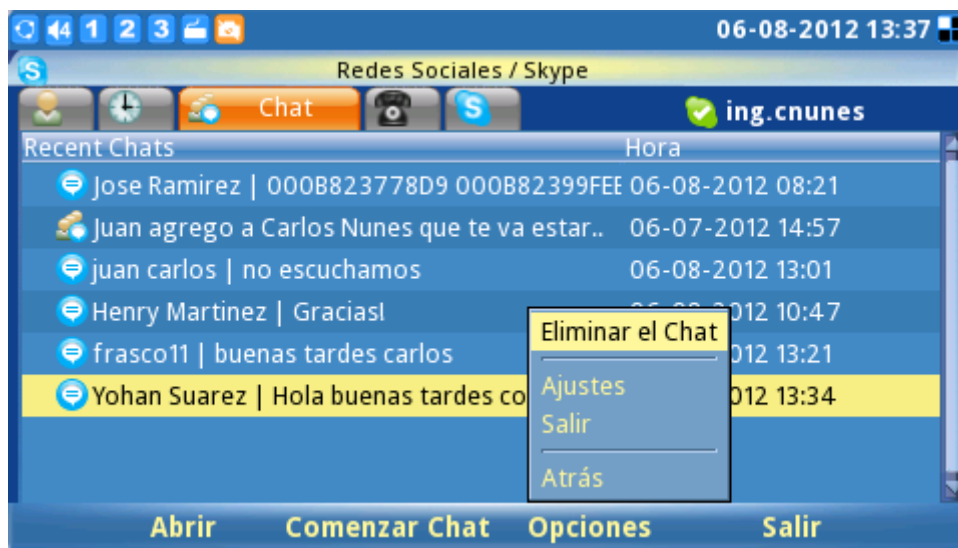 4 1 2 3 06-08-2012 13:37
Redes Sociales / Skype
Chat ing.cnunes
Recent Chats Hora
Jose Ramirez | 000B823778D9 000B82399FEE 06-08-2012 08:21
Juan agrego a Carlos Nunes que te va estar.. 06-07-2012 14:57
juan carlos | no escuchamos 06-08-2012 13:01
Henry Martinez | Gracias! 012 10:47
Eliminar el Chat
frasco11 | buenas tardes carlos 012 13:21
Ajustes
Yohan Suarez | Hola buenas tardes co 012 13:34
Salir
Atrás
Abrir Comenzar Chat Opciones Salir